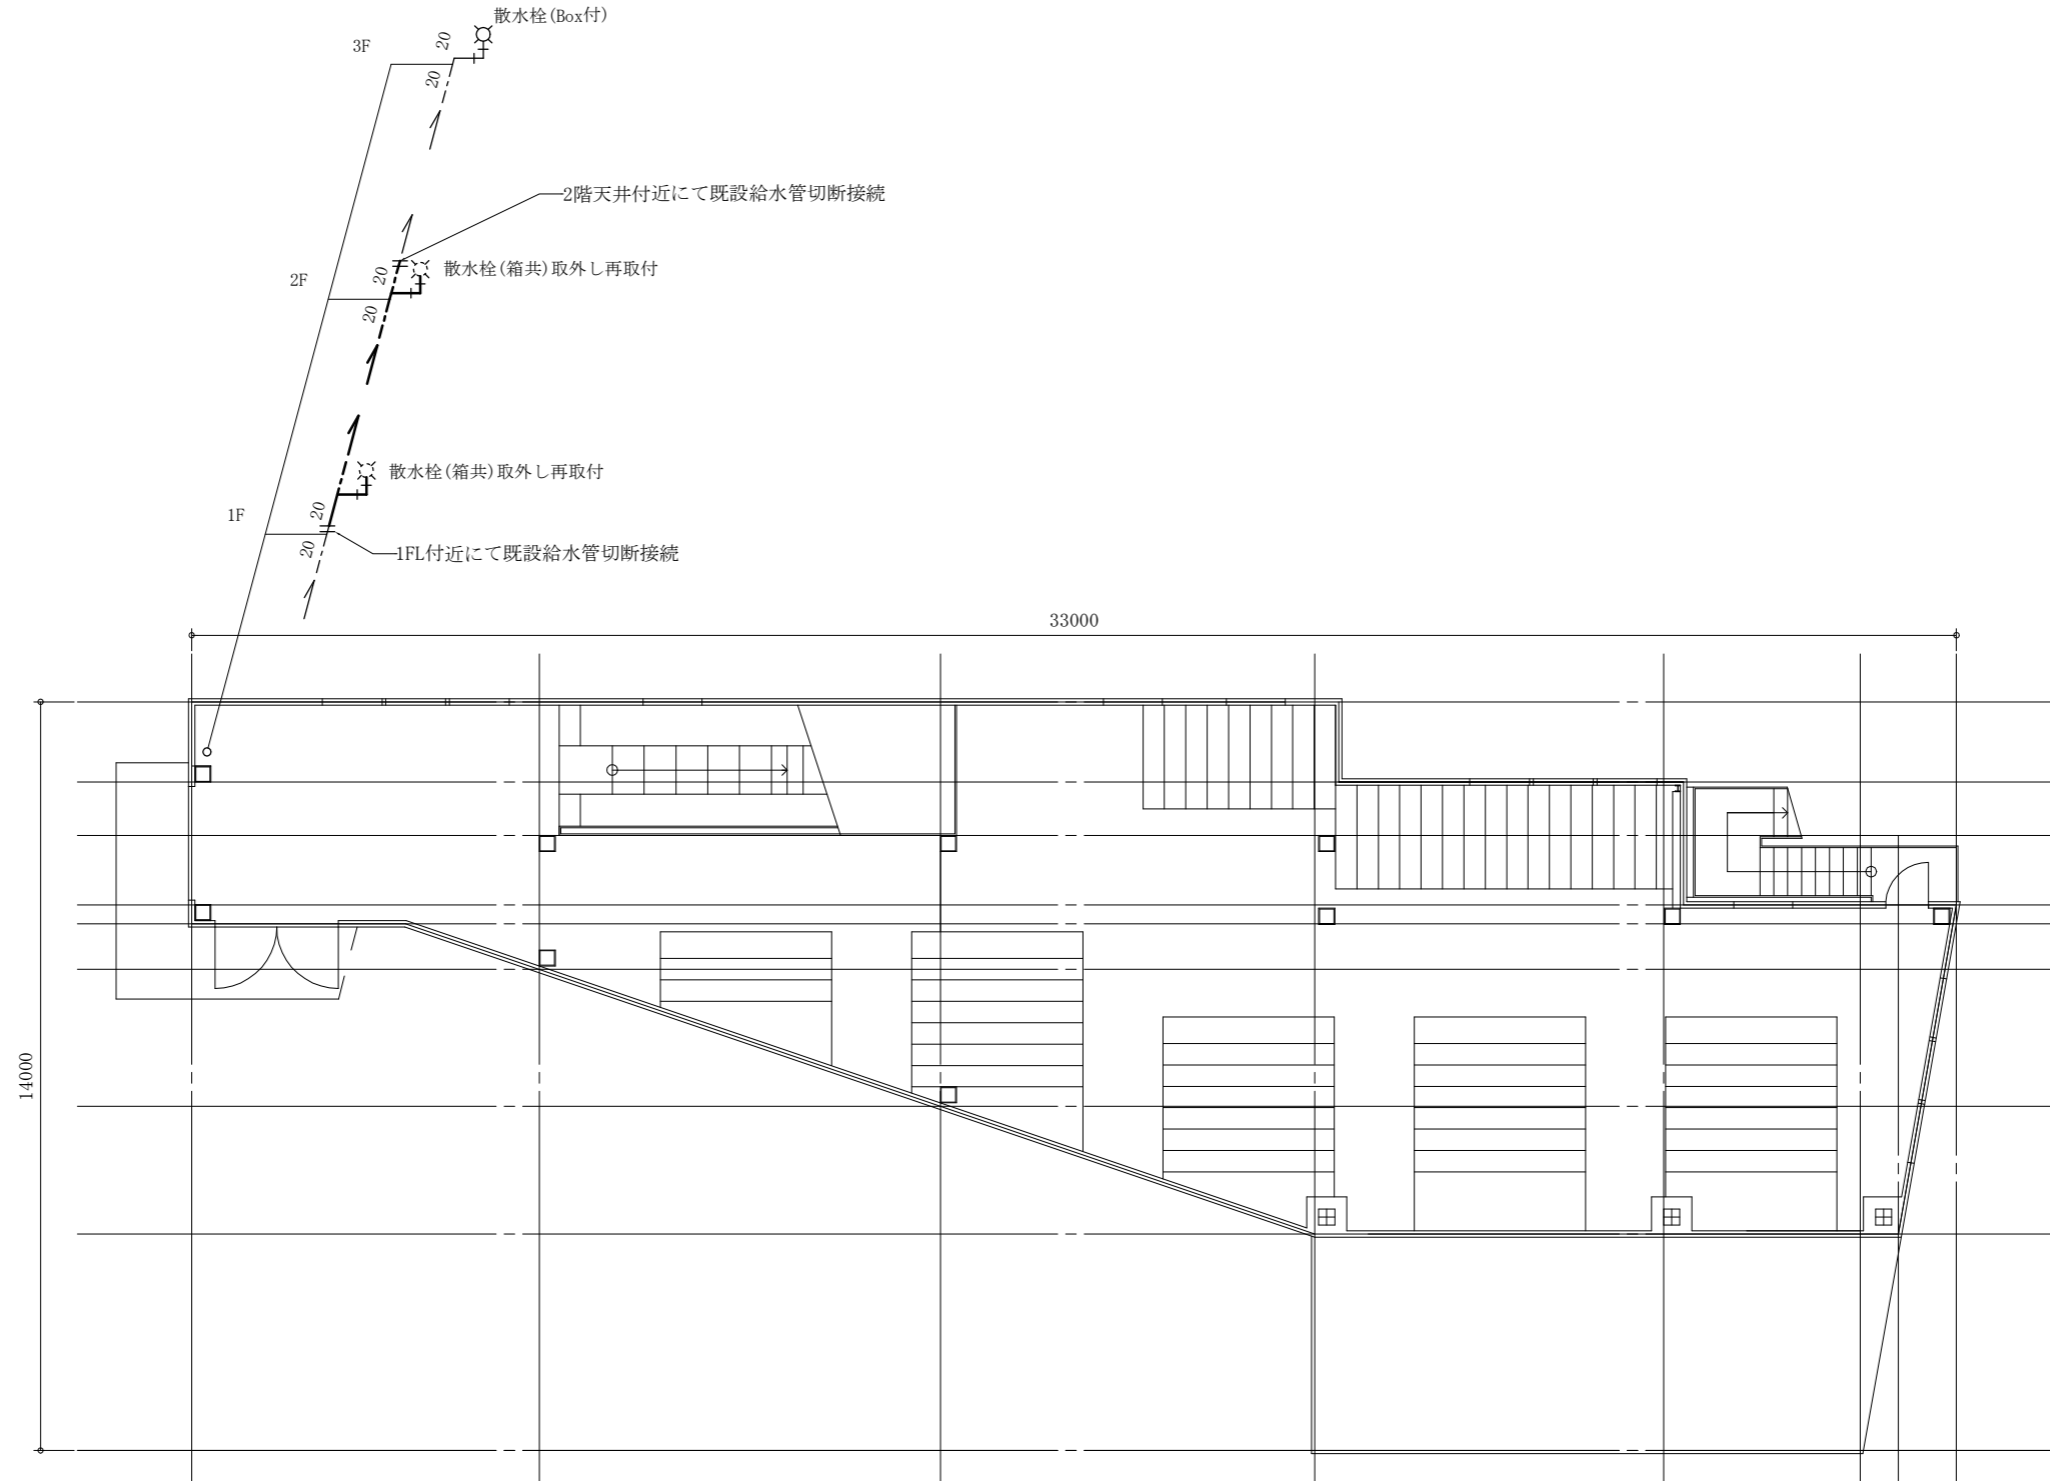 散水栓(Box付)
3F
20
20
2階天井付近にて既設給水管切断接続
散水栓(箱共)取外し再取付
2F
20
20
散水栓(箱共)取外し再取付
1F
20
20
1FL付近にて既設給水管切断接続
33000
14000